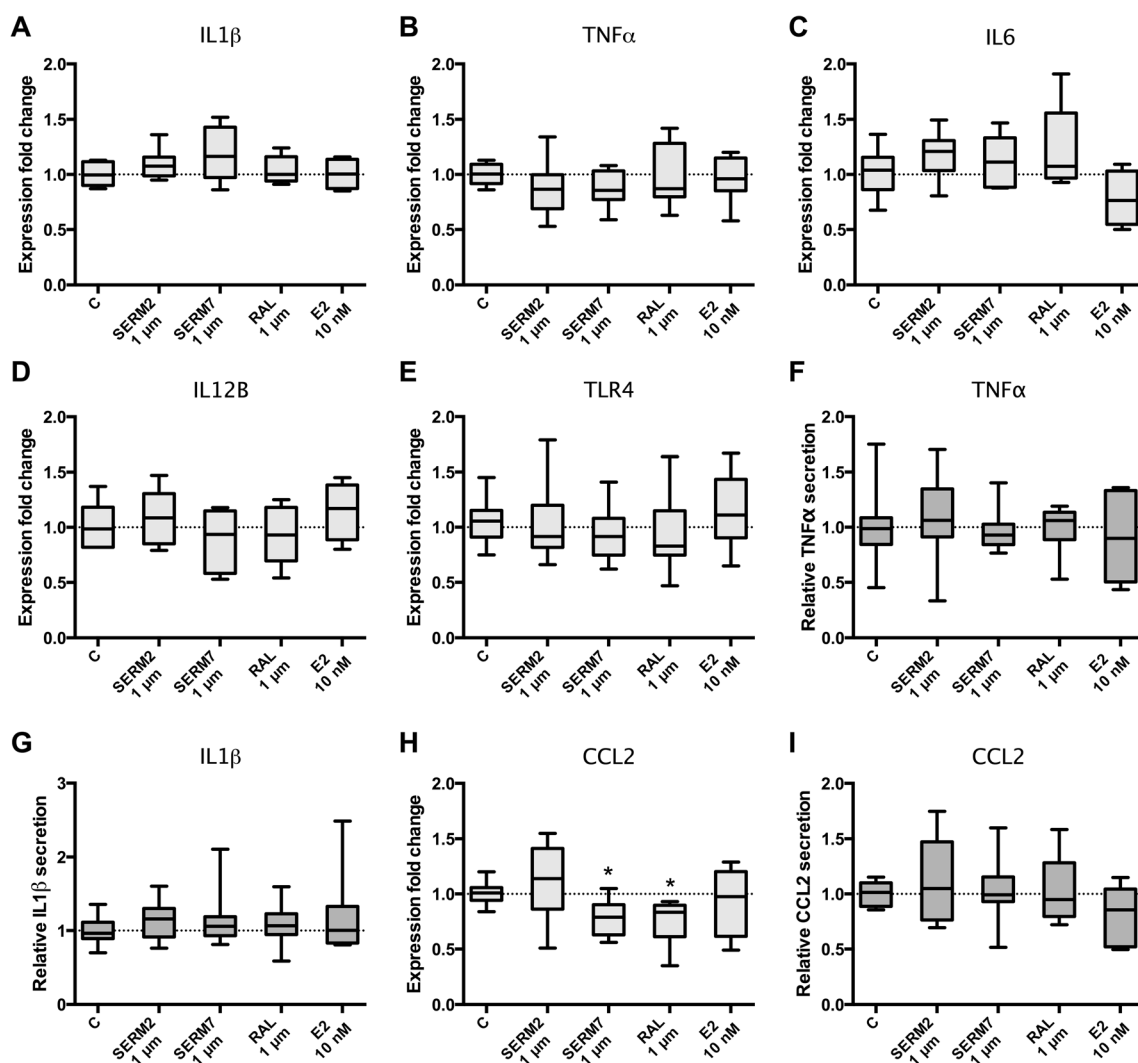 A
IL1β
Expression fold change
2.0
1.5
1.0
0.5
0.0
C
SERM2
1 µm
SERM7
1 µm
RAL
1 µm
E2
10 nM
B
TNFα
Expression fold change
2.0
1.5
1.0
0.5
0.0
C
SERM2
1 µm
SERM7
1 µm
RAL
1 µm
E2
10 nM
C
IL6
Expression fold change
2.0
1.5
1.0
0.5
0.0
C
SERM2
1 µm
SERM7
1 µm
RAL
1 µm
E2
10 nM
D
IL12B
Expression fold change
2.0
1.5
1.0
0.5
0.0
C
SERM2
1 µm
SERM7
1 µm
RAL
1 µm
E2
10 nM
E
TLR4
Expression fold change
2.0
1.5
1.0
0.5
0.0
C
SERM2
1 µm
SERM7
1 µm
RAL
1 µm
E2
10 nM
F
TNFα
Relative TNFα secretion
2.0
1.5
1.0
0.5
0.0
C
SERM2
1 µm
SERM7
1 µm
RAL
1 µm
E2
10 nM
G
IL1β
Relative IL1β secretion
3
2
1
0
C
SERM2
1 µm
SERM7
1 µm
RAL
1 µm
E2
10 nM
H
CCL2
Expression fold change
2.0
1.5
1.0
0.5
0.0
*
*
C
SERM2
1 µm
SERM7
1 µm
RAL
1 µm
E2
10 nM
I
CCL2
Relative CCL2 secretion
2.0
1.5
1.0
0.5
0.0
C
SERM2
1 µm
SERM7
1 µm
RAL
1 µm
E2
10 nM